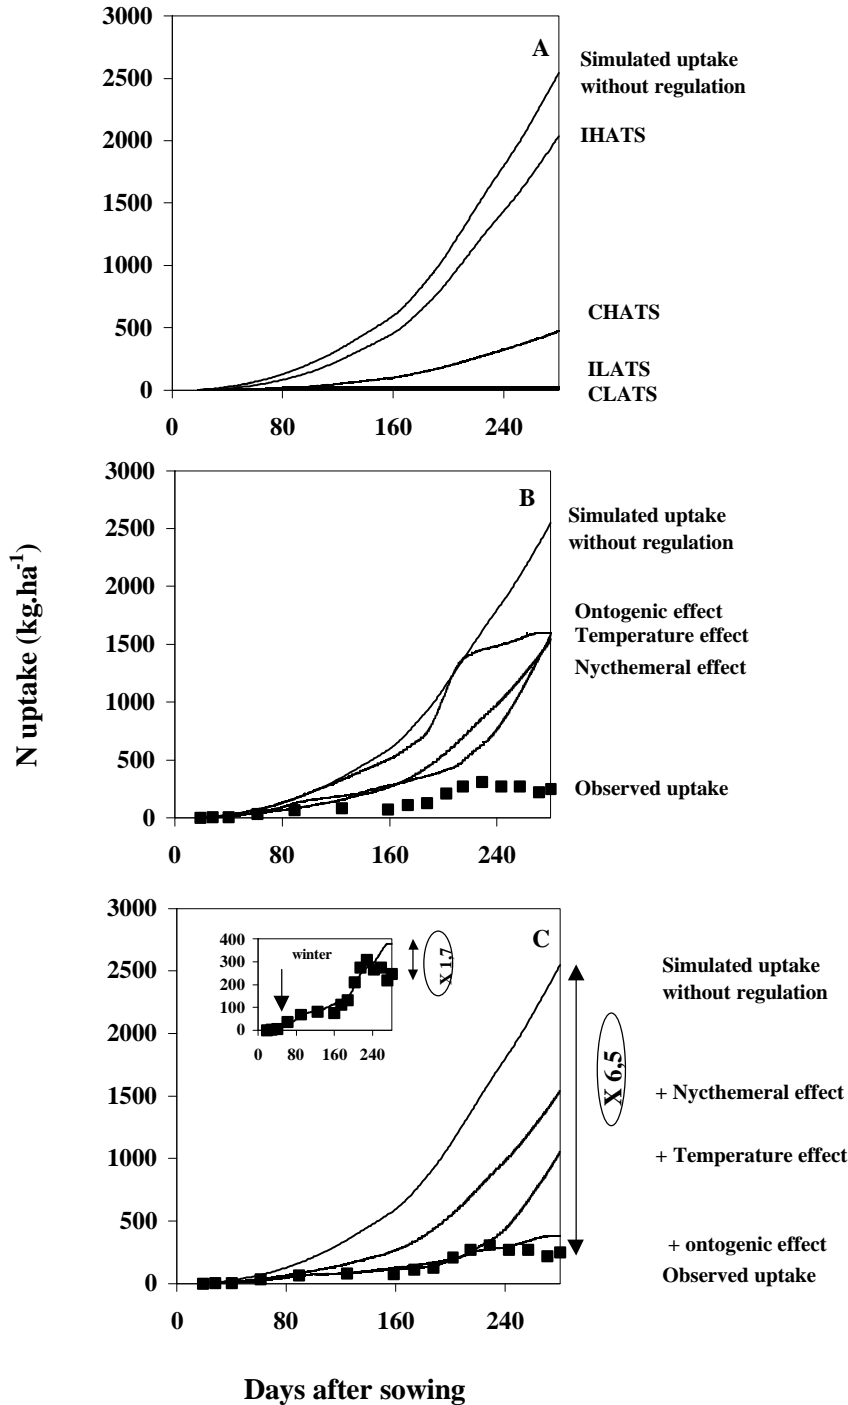 3000
A
Simulated uptake
without regulation
2500
IHATS
2000
1500
1000
CHATS
500
ILATS
CLATS
0
0 80 160 240
3000
B
Simulated uptake
without regulation
2500
2000
Ontogenic effect
Temperature effect
1500
Nycthemeral effect
1000
500
Observed uptake
0
0 80 160 240
N uptake (kg.ha-1)
3000
C
Simulated uptake
without regulation
400
300
200
100
0
winter
0 80 160 240
X 1,7
2500
2000
X 6,5
1500
+ Nycthemeral effect
1000
+ Temperature effect
500
+ ontogenic effect
Observed uptake
0
0 80 160 240
Days after sowing